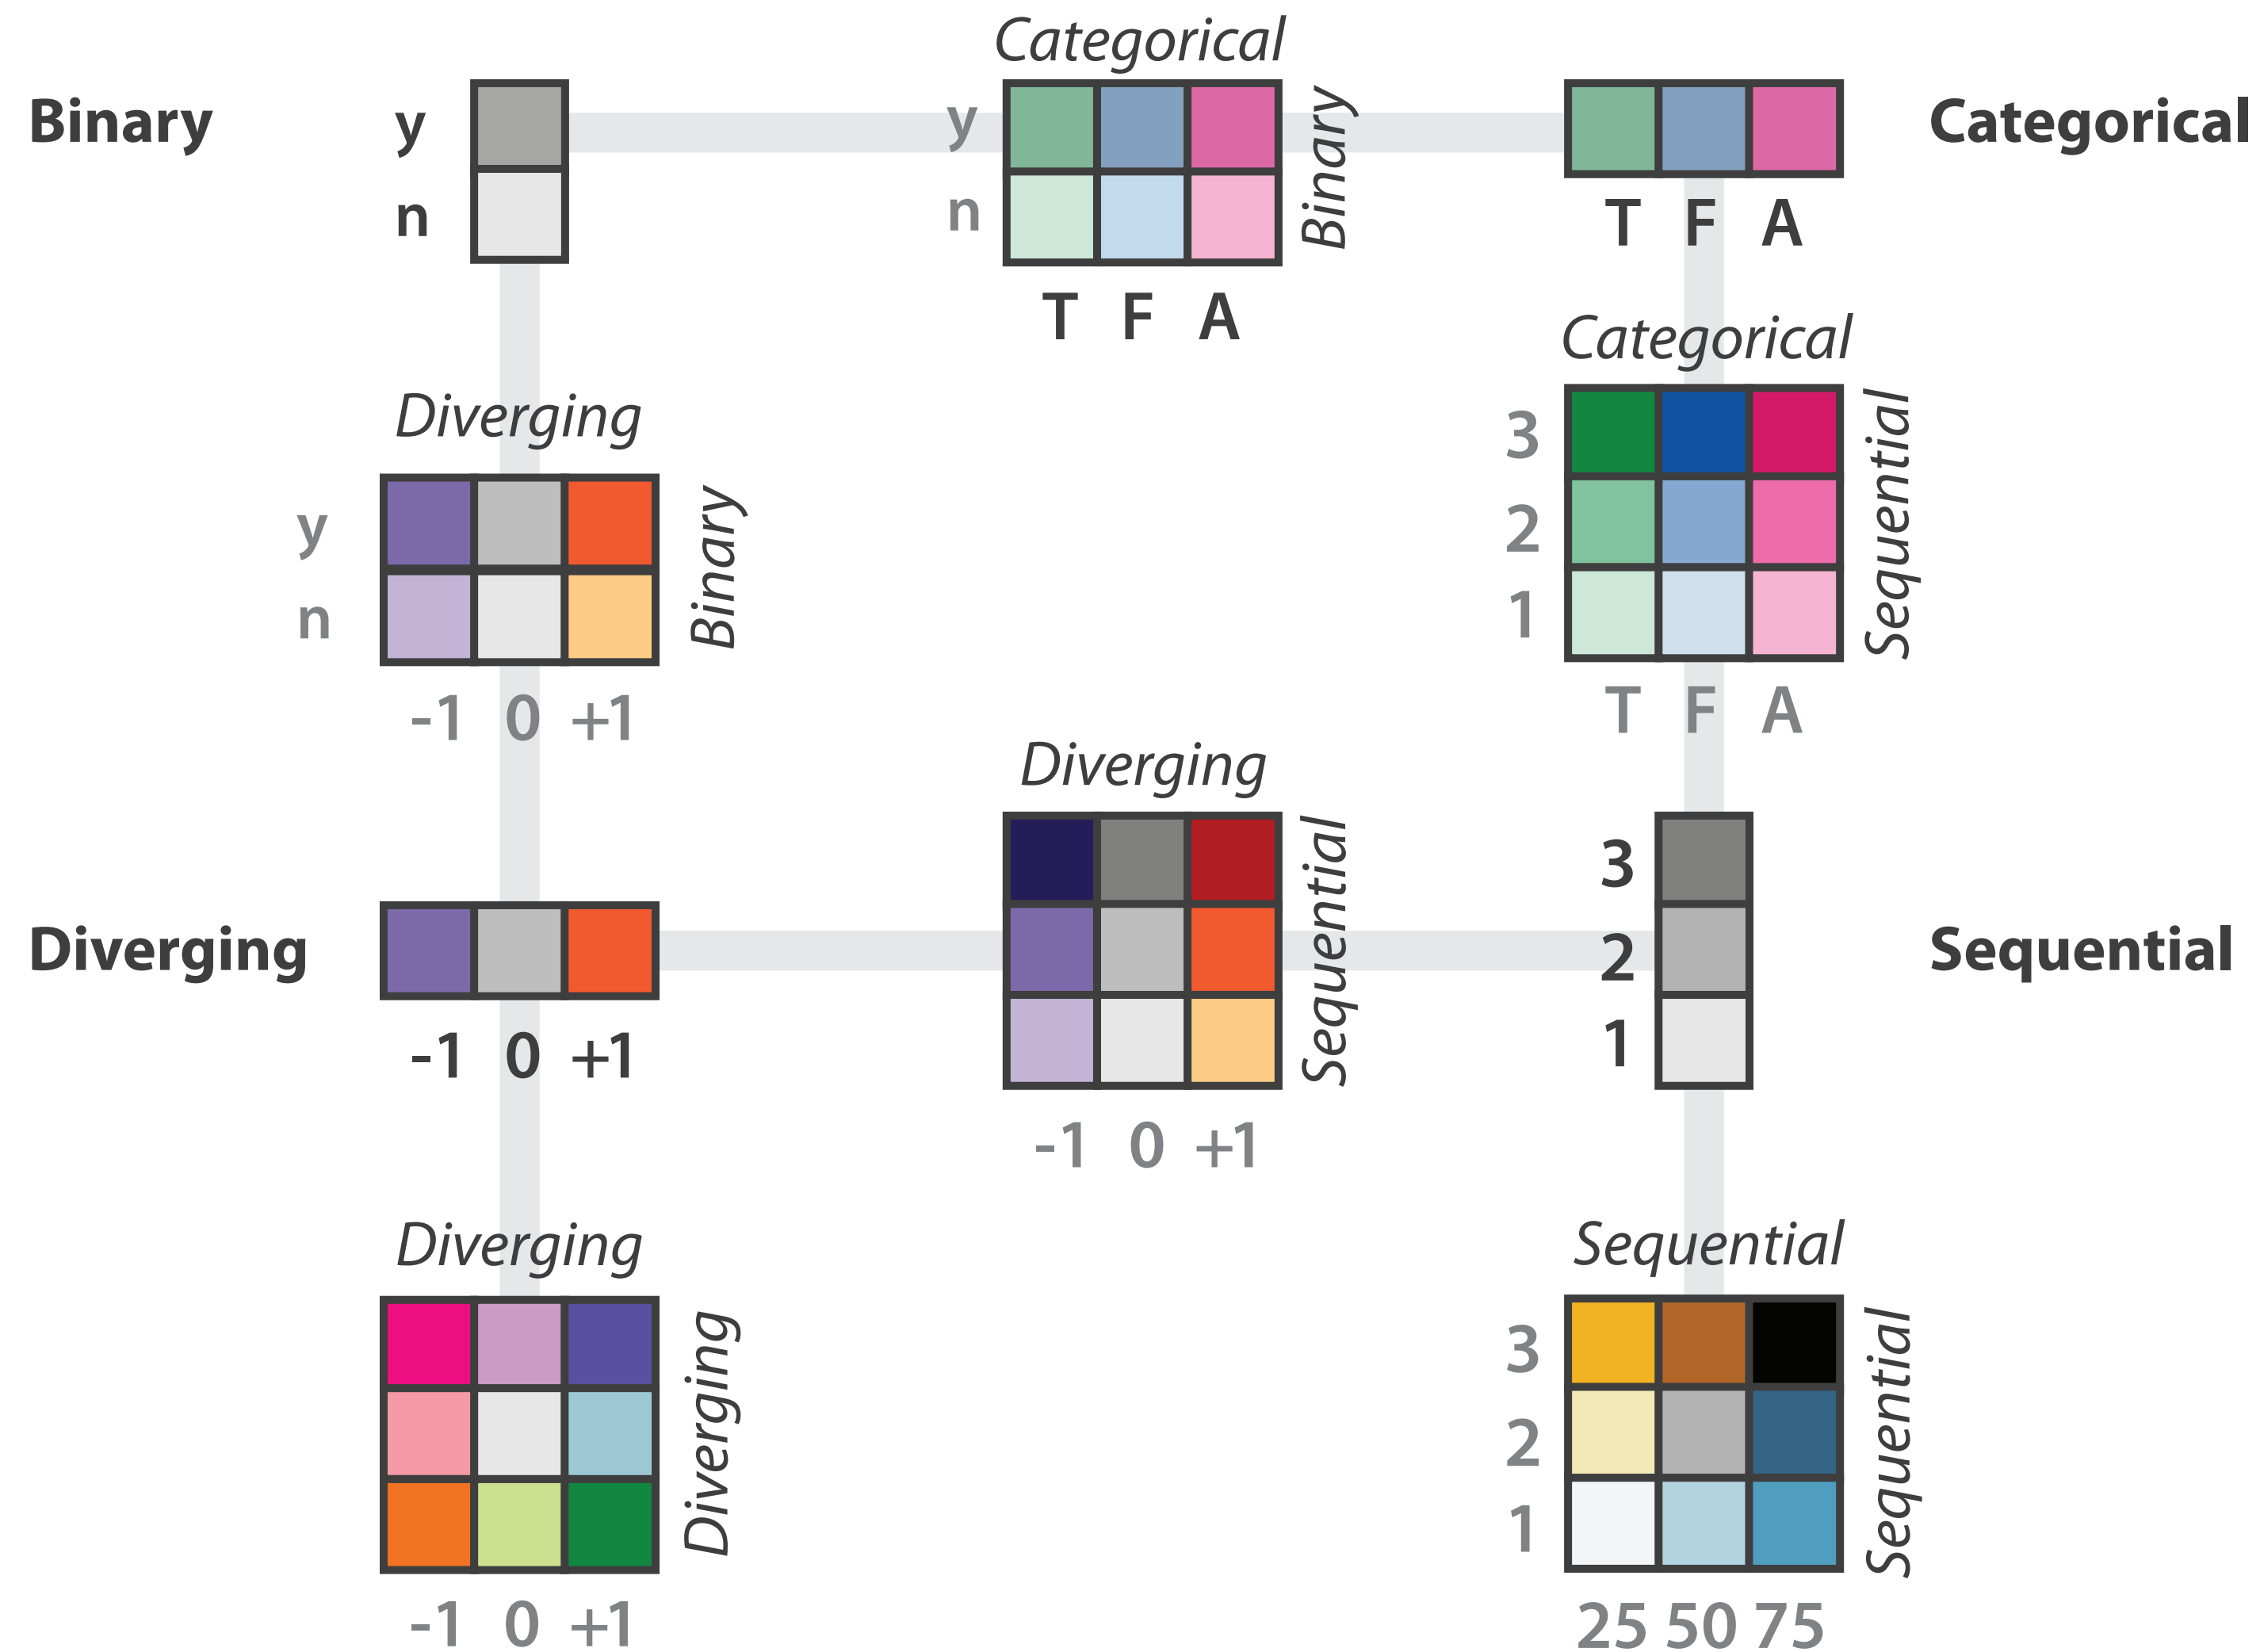 Categorical
Binary
y
n
y
n
Binary
T F A
T F A
Categorical
Diverging
y
n
Binary
-1 0 +1
Categorical
3
2
1
Sequential
T F A
Diverging
-1 0 +1
Diverging
Sequential
-1 0 +1
3
2
1
Sequential
Diverging
Diverging
-1 0 +1
Sequential
3
2
1
Sequential
25 50 75